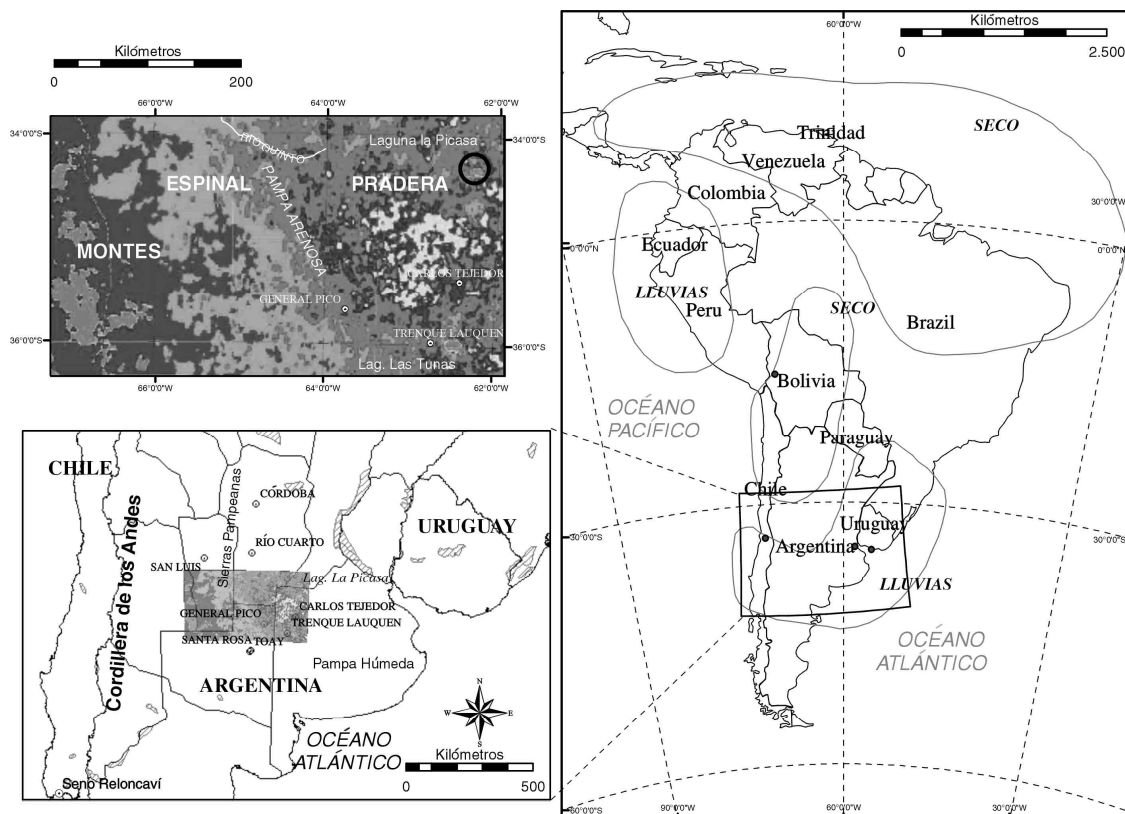 Kilómetros
0 200
66°0'0"W 64°0'0"W 62°0'0"W
34°0'0"S
34°0'0"S
RÍO QUINTO
Laguna la Picasa
ESPINAL
PRADERA
PAMPA ARENOSA
MONTES
CARLOS TEJEDOR
GENERAL PICO
TRENQUE LAUQUEN
36°0'0"S
36°0'0"S
Lag. Las Tunas
66°0'0"W 64°0'0"W 62°0'0"W
CHILE
Cordillera de los Andes
Sierras Pampeanas
CÓRDOBA
RÍO CUARTO
SAN LUIS
URUGUAY
Lag. La Picasa
GENERAL PICO
CARLOS TEJEDOR
TRENQUE LAUQUEN
SANTA ROSA
TOAY
Pampa Húmeda
ARGENTINA
N
W E
S
OCÉANO
ATLÁNTICO
Kilómetros
0 500
Seno Reloncaví
60°0'0"W
Kilómetros
0 2.500
SECO
Trinidad
Venezuela
Colombia
30°0'0"W
0°0'0"N
0°0'0"N
Ecuador
LLUVIAS
Peru
SECO
Brazil
Bolivia
OCÉANO
PACÍFICO
Paraguay
Chile
Uruguay
30°0'0"S
30°0'0"S
Argentina
LLUVIAS
OCÉANO
ATLÁNTICO
60°0'0"S
90°0'0"W 60°0'0"W 30°0'0"W